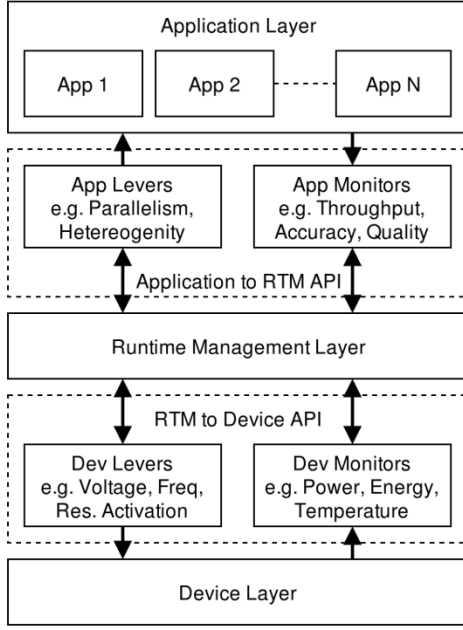 Application Layer
App 1
App 2
App N
App Levers
e.g. Parallelism,
Hetereogenity
App Monitors
e.g. Throughput,
Accuracy, Quality
Application to RTM API
Runtime Management Layer
RTM to Device API
Dev Levers
e.g. Voltage, Freq,
Res. Activation
Dev Monitors
e.g. Power, Energy,
Temperature
Device Layer